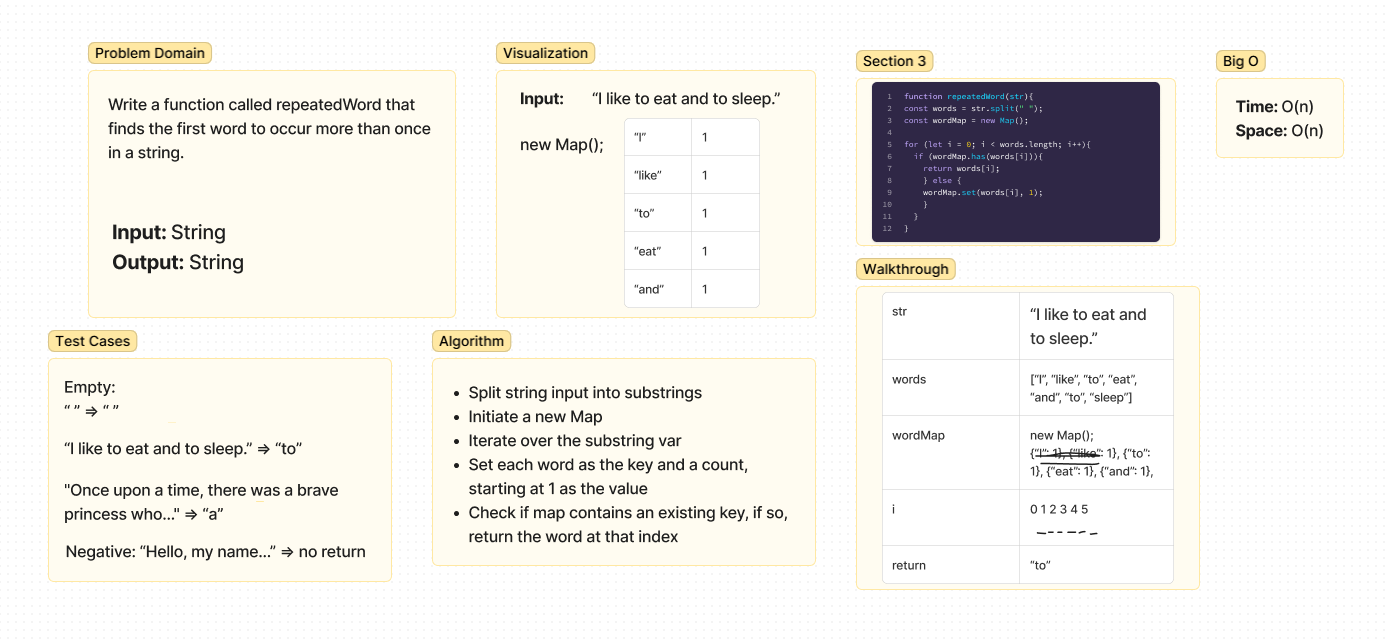 Problem Domain
Write a function called repeatedWord that
finds the first word to occur more than once
in a string.
Input: String
Output: String
Visualization
Input: “I like to eat and to sleep.”
new Map();
“I” 1
“like” 1
“to” 1
“eat” 1
“and” 1
Section 3
1 function repeatedWord(str){
2 const words = str.split(" ");
3 const wordMap = new Map();
4
5 for (let i = 0; i < words.length; i++){
6 if (wordMap.has(words[i])){
7 return words[i];
8 } else {
9 wordMap.set(words[i], 1);
10 }
11 }
12 }
Big O
Time: O(n)
Space: O(n)
Test Cases
Empty:
“ ” => “ ”
“I like to eat and to sleep.” => “to”
"Once upon a time, there was a brave
princess who..." => “a”
Negative: “Hello, my name...” => no return
Algorithm
• Split string input into substrings
• Initiate a new Map
• Iterate over the substring var
• Set each word as the key and a count,
starting at 1 as the value
• Check if map contains an existing key, if so,
return the word at that index
Walkthrough
str “I like to eat and
to sleep.”
words [“I”, “like”, “to”, “eat”,
“and”, “to”, “sleep”]
wordMap new Map();
{“I”: 1}, {“like”: 1}, {“to”:
1}, {“eat”: 1}, {“and”: 1},
i 0 1 2 3 4 5
return “to”